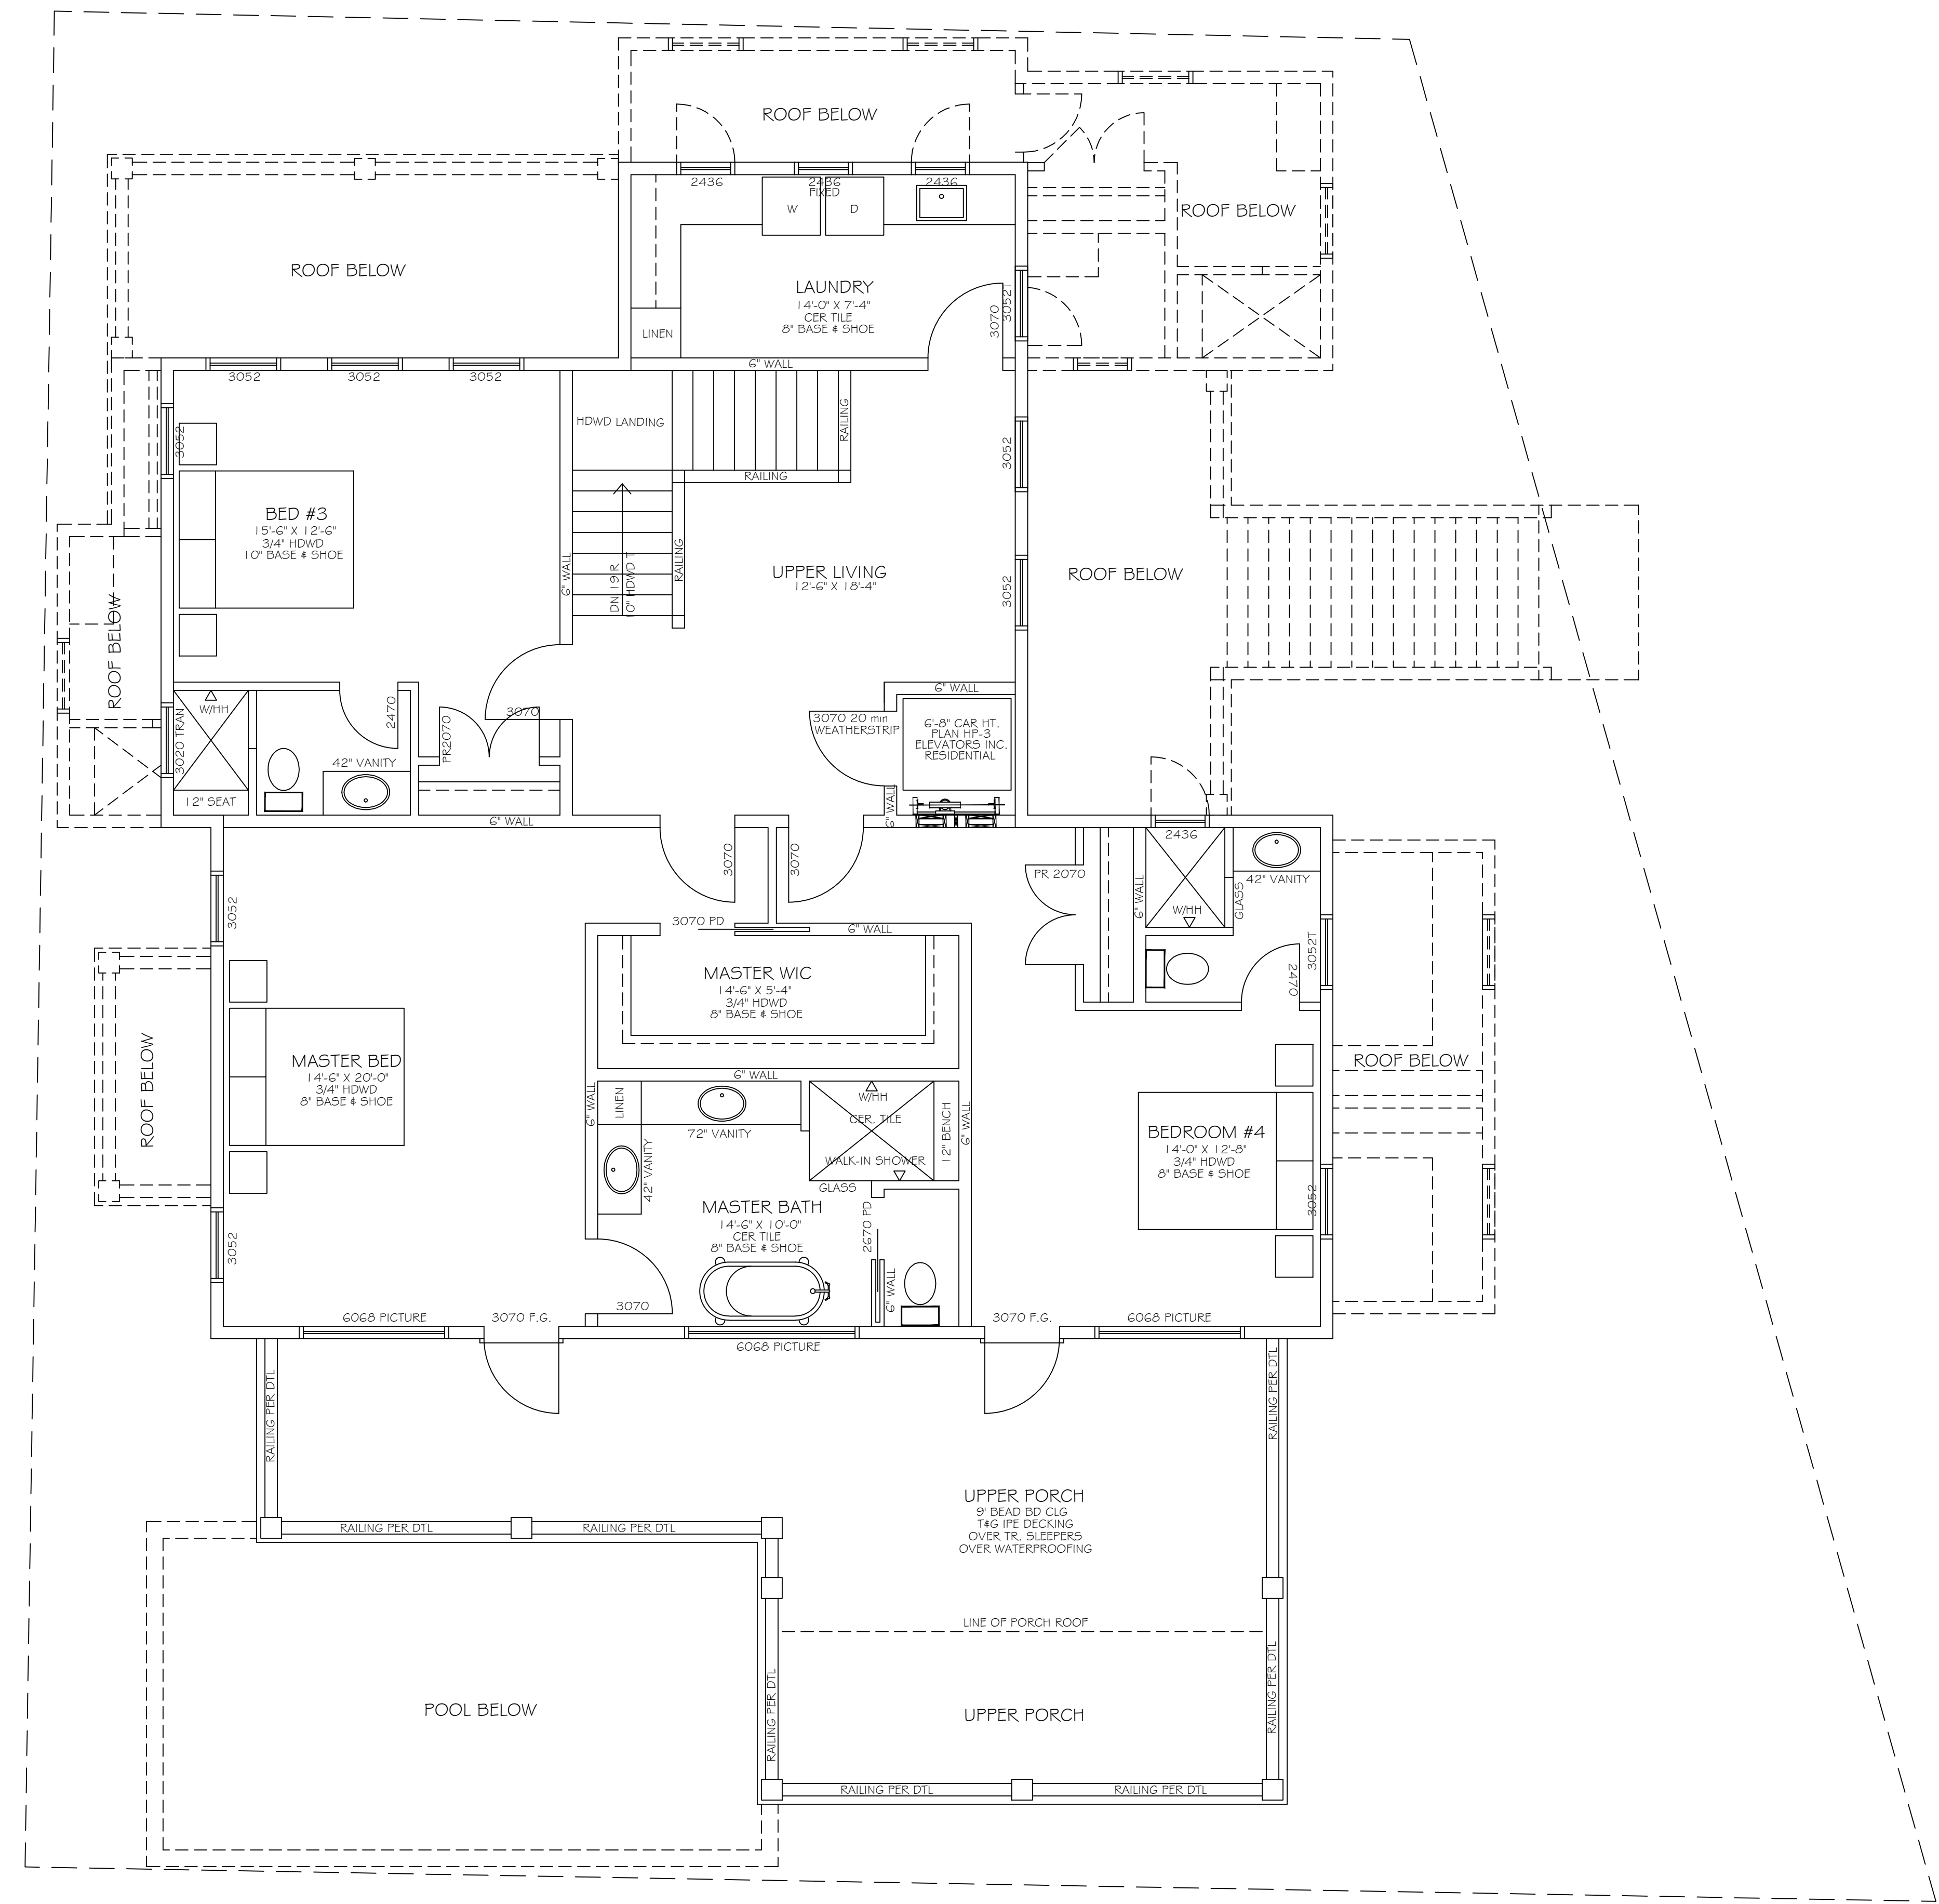 ROOF BELOW
2436
2436
FIXED
2436
W
D
ROOF BELOW
ROOF BELOW
LAUNDRY
14'-0" X 7'-4"
CER TILE
8" BASE & SHOE
3070
3052T
LINEN
6" WALL
3052
3052
3052
3052
HDWD LANDING
RAILING
RAILING
3052
BED #3
15'-6" X 12'-6"
3/4" HDWD
10" BASE & SHOE
6" WALL
DN 19 R
10" HDWD T
RAILING
UPPER LIVING
12'-6" X 18'-4"
3052
ROOF BELOW
ROOF BELOW
6" WALL
W/HH
3020 TRAN
2470
PR2070
3070
3070 20 min
WEATHERSTRIP
6'-8" CAR HT.
PLAN HP-3
ELEVATORS INC.
RESIDENTIAL
42" VANITY
12" SEAT
6" WALL
6" WALL
2436
3070
3070
PR 2070
6" WALL
GLASS
42" VANITY
W/HH
3052
3070 PD
6" WALL
3052T
2470
MASTER WIC
14'-6" X 5'-4"
3/4" HDWD
8" BASE & SHOE
ROOF BELOW
MASTER BED
14'-6" X 20'-0"
3/4" HDWD
8" BASE & SHOE
ROOF BELOW
6" WALL
6" WALL
LINEN
W/HH
CER. TILE
12" BENCH
6" WALL
72" VANITY
WALK-IN SHOWER
BEDROOM #4
14'-0" X 12'-8"
3/4" HDWD
8" BASE & SHOE
42" VANITY
GLASS
3052
MASTER BATH
14'-6" X 10'-0"
CER TILE
8" BASE & SHOE
2670 PD
3052
6" WALL
3070
6068 PICTURE
3070 F.G.
3070 F.G.
6068 PICTURE
6068 PICTURE
RAILING PER DTL
RAILING PER DTL
UPPER PORCH
9' BEAD BD CLG
T&G IPE DECKING
OVER TR. SLEEPERS
OVER WATERPROOFING
RAILING PER DTL
RAILING PER DTL
LINE OF PORCH ROOF
RAILING PER DTL
RAILING PER DTL
POOL BELOW
UPPER PORCH
RAILING PER DTL
RAILING PER DTL